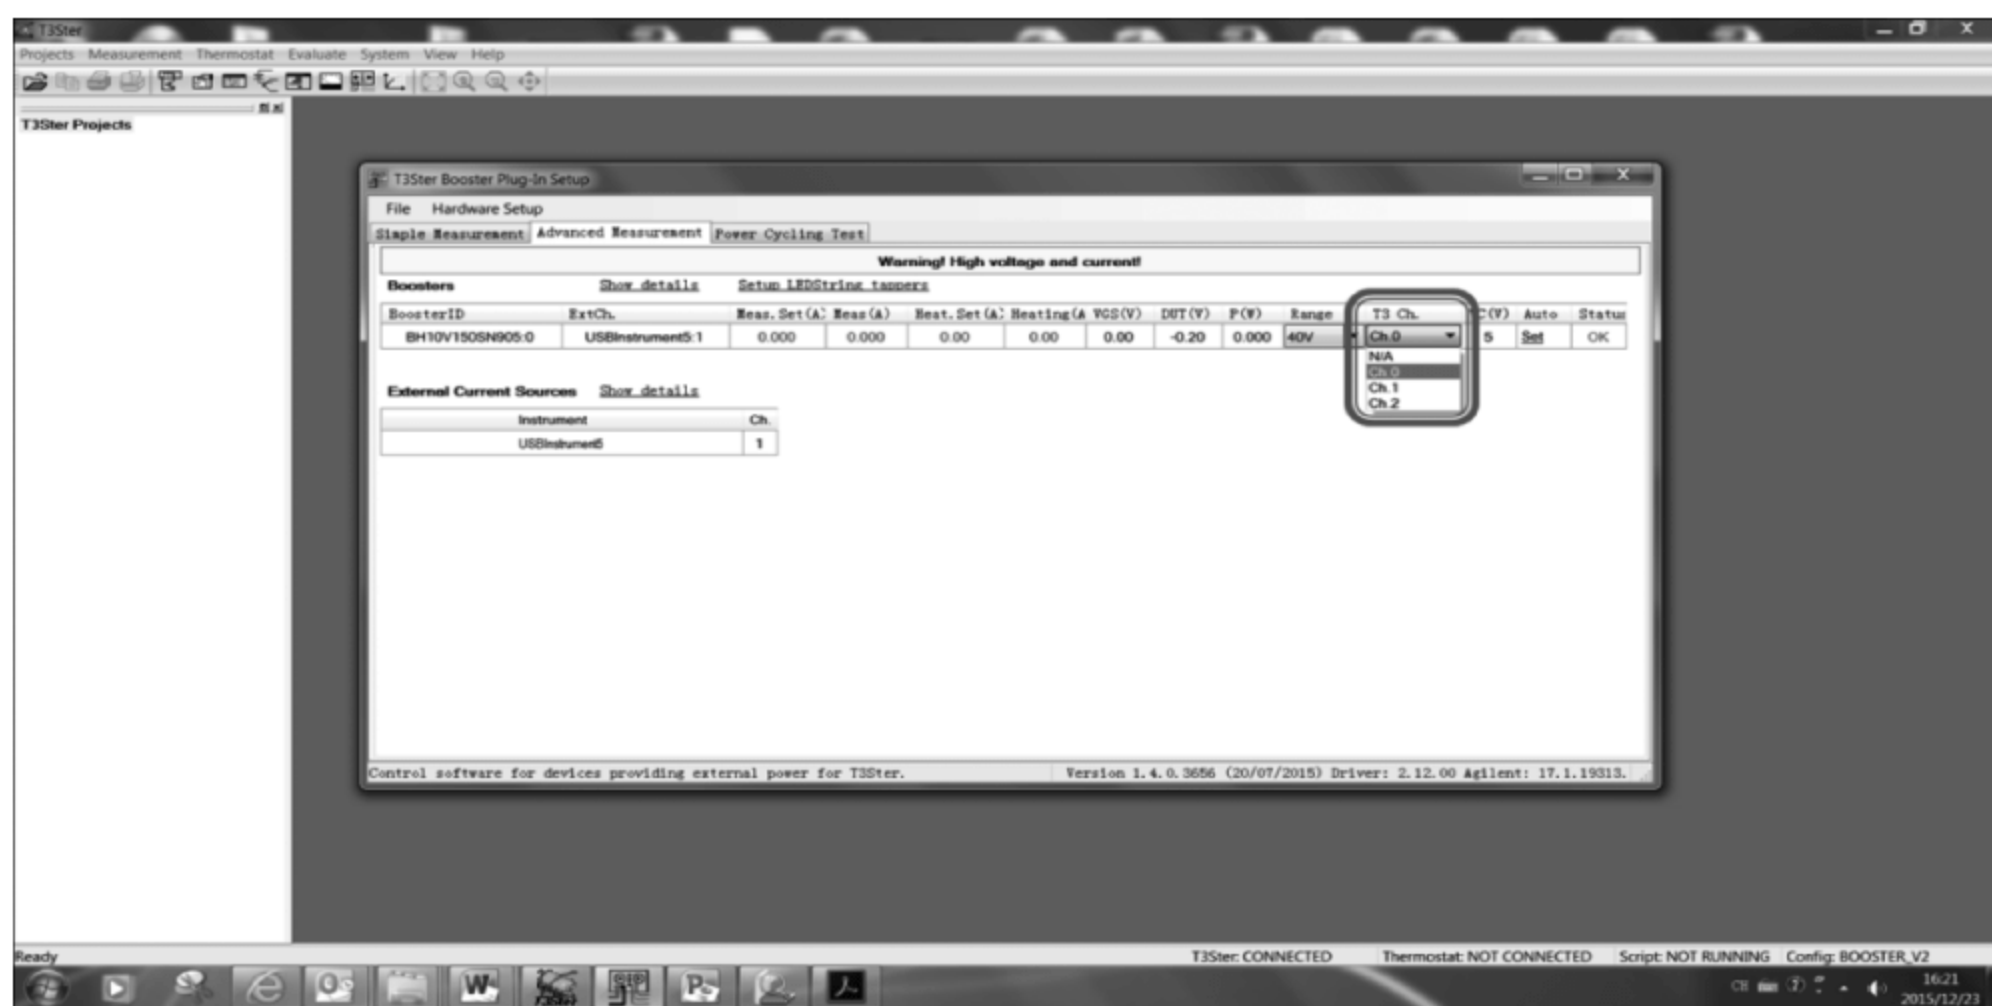 T3Ster
Projects Measurement Thermostat Evaluate System View Help
T3Ster Projects
T3Ster Booster Plug-In Setup
File Hardware Setup
Simple Measurement Advanced Measurement Power Cycling Test
Warning! High voltage and current!
Boosters Show details Setup LEDString tappers
BoosterID ExtCh. Meas.Set(A) Meas(A) Heat.Set(A) Heating(A VGS(V) DUT(V) P(W) Range T3 Ch. C(V) Auto Status
BH10V150SN905:0 USBInstrument5:1 0.000 0.000 0.00 0.00 0.00 -0.20 0.000 40V Ch.0 5 Set OK
N/A
Ch.0
Ch.1
Ch.2
External Current Sources Show details
Instrument Ch.
USBInstrument5 1
Control software for devices providing external power for T3Ster. Version 1.4.0.3656 (20/07/2015) Driver: 2.12.00 Agilent: 17.1.19313.
Ready T3Ster: CONNECTED Thermostat: NOT CONNECTED Script: NOT RUNNING Config: BOOSTER_V2
CH 16:21
2015/12/23